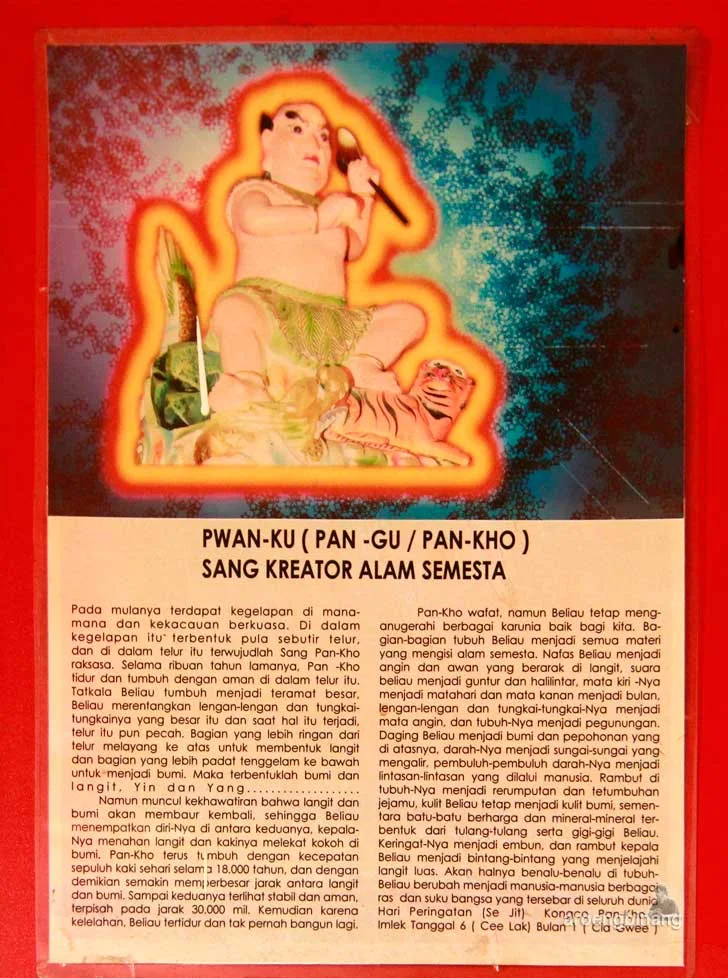 PWAN-KU ( PAN -GU / PAN-KHO )
SANG KREATOR ALAM SEMESTA
Pada mulanya terdapat kegelapan di mana-
mana dan kekacauan berkuasa. Di dalam
kegelapan itu terbentuk pula sebutir telur,
dan di dalam telur itu terwujudlah Sang Pan-Kho
raksasa. Selama ribuan tahun lamanya, Pan -Kho
tidur dan tumbuh dengan aman di dalam telur itu.
Tatkala Beliau tumbuh menjadi teramat besar,
Beliau merentangkan lengan-lengan dan tungkai-
tungkainya yang besar itu dan saat hal itu terjadi,
telur itu pun pecah. Bagian yang lebih ringan dari
telur melayang ke atas untuk membentuk langit
dan bagian yang lebih padat tenggelam ke bawah
untuk menjadi bumi. Maka terbentuklah bumi dan
langit, Yin dan Yang...................
Namun muncul kekhawatiran bahwa langit dan
bumi akan membaur kembali, sehingga Beliau
menempatkan diri-Nya di antara keduanya, kepala-
Nya menahan langit dan kakinya melekat kokoh di
bumi. Pan-Kho terus tumbuh dengan kecepatan
sepuluh kaki sehari selama 18.000 tahun, dan dengan
demikian semakin memperbesar jarak antara langit
dan bumi. Sampai keduanya terlihat stabil dan aman,
terpisah pada jarak 30.000 mil. Kemudian karena
kelelahan, Beliau tertidur dan tak pernah bangun lagi.
Pan-Kho wafat, namun Beliau tetap meng-
anugerahi berbagai karunia baik bagi kita. Ba-
gian-bagian tubuh Beliau menjadi semua materi
yang mengisi alam semesta. Nafas Beliau menjadi
angin dan awan yang berarak di langit, suara
beliau menjadi guntur dan halilintar, mata kiri -Nya
menjadi matahari dan mata kanan menjadi bulan,
lengan-lengan dan tungkai-tungkai-Nya menjadi
mata angin, dan tubuh-Nya menjadi pegunungan.
Daging Beliau menjadi bumi dan pepohonan yang
di atasnya, darah-Nya menjadi sungai-sungai yang
mengalir, pembuluh-pembuluh darah-Nya menjadi
lintasan-lintasan yang dilalui manusia. Rambut di
tubuh-Nya menjadi rerumputan dan tetumbuhan
jejamu, kulit Beliau tetap menjadi kulit bumi, semen-
tara batu-batu berharga dan mineral-mineral ter-
bentuk dari tulang-tulang serta gigi-gigi Beliau.
Keringat-Nya menjadi embun, dan rambut kepala
Beliau menjadi bintang-bintang yang menjelajahi
langit luas. Akan halnya benalu-benalu di tubuh-
Beliau berubah menjadi manusia-manusia berbagai
ras dan suku bangsa yang tersebar di seluruh dunia
Hari Peringatan (Se Jit) Kongco Pan-Kho :
Imlek Tanggal 6 ( Cee Lak) Bulan 1 ( Cia Gwee )
aroengbinang